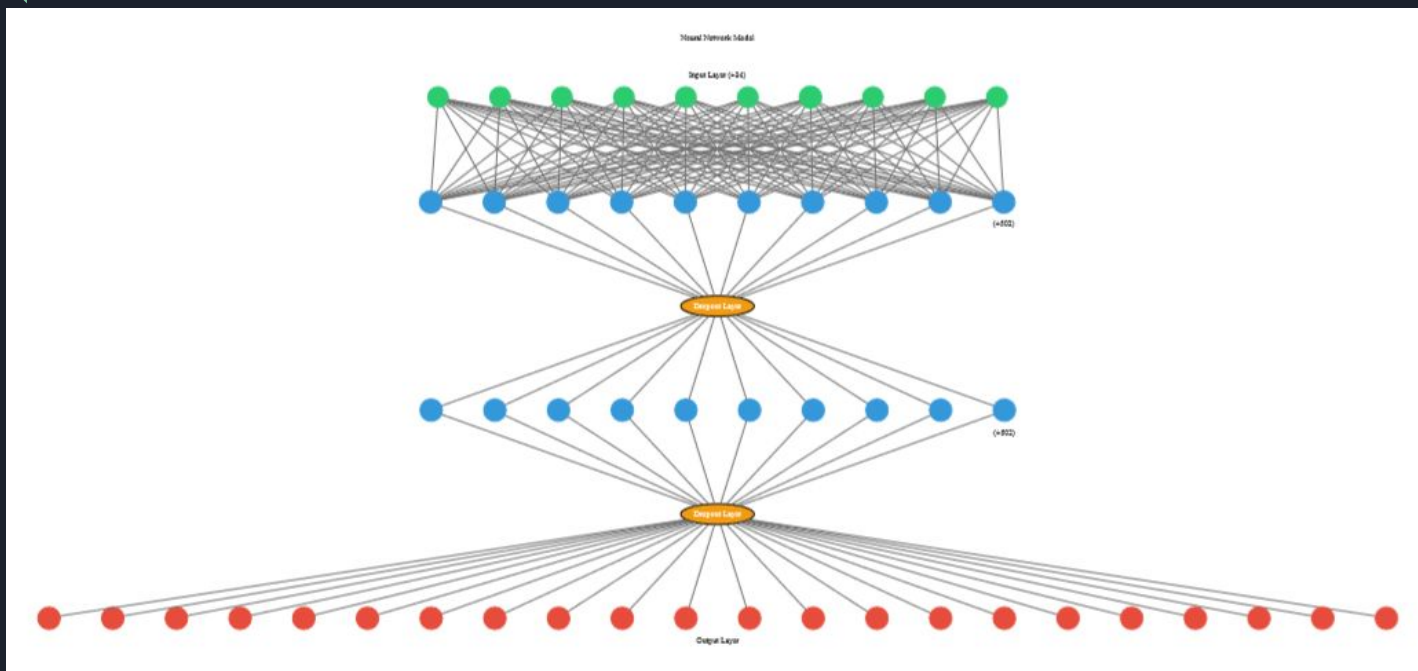 Neural Network Model
Input Layer (+34)
(+502)
Dropout Layer
(+502)
Dropout Layer
Output Layer